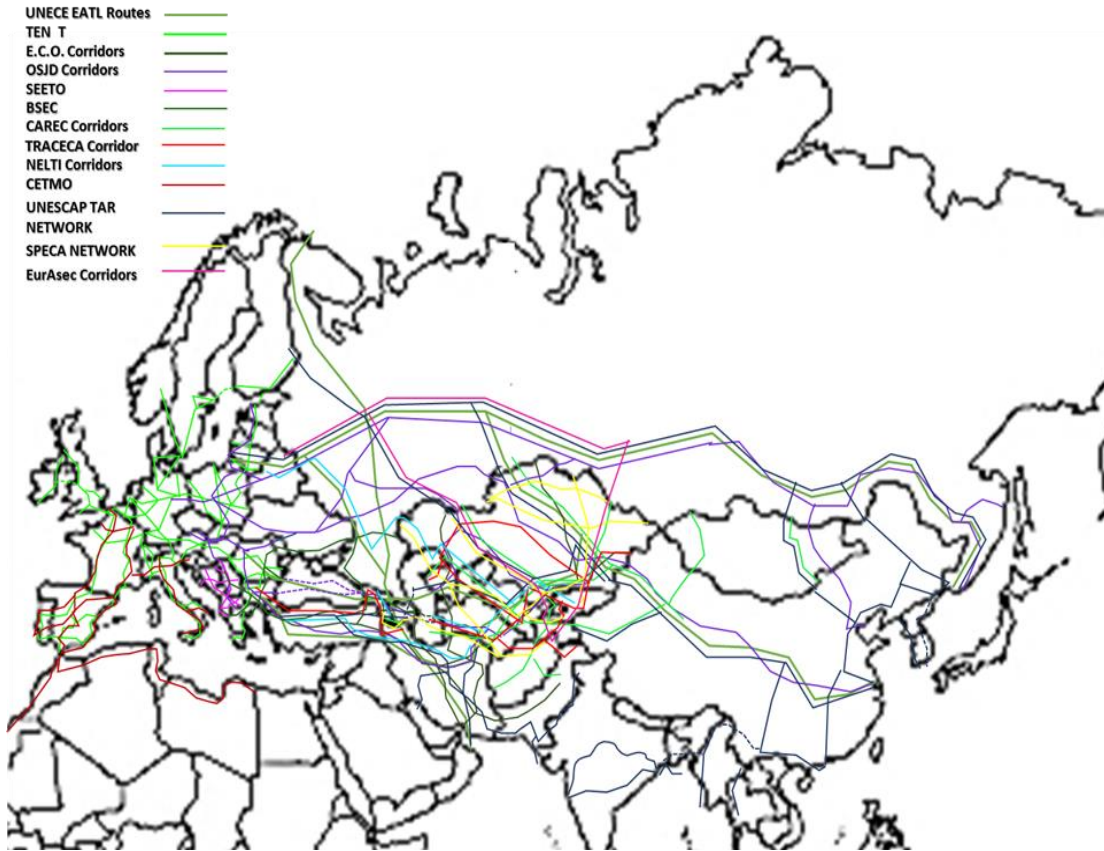 UNECE EATL Routes
TEN T
E.C.O. Corridors
OSJD Corridors
SEETO
BSEC
CAREC Corridors
TRACECA Corridor
NELTI Corridors
CETMO
UNESCAP TAR
NETWORK
SPECA NETWORK
EurAsec Corridors